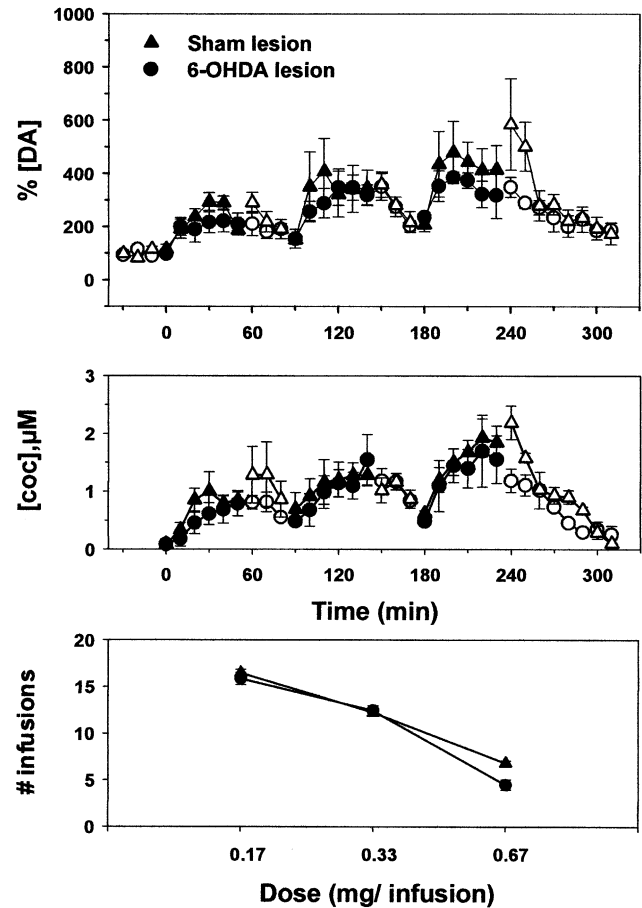 1000
800
600
400
200
0
% [DA]
Sham lesion
6-OHDA lesion
0 60 120 180 240 300
3
2
1
0
[coc],µM
0 60 120 180 240 300
Time (min)
20
15
10
5
0
# infusions
0.17 0.33 0.67
Dose (mg/ infusion)